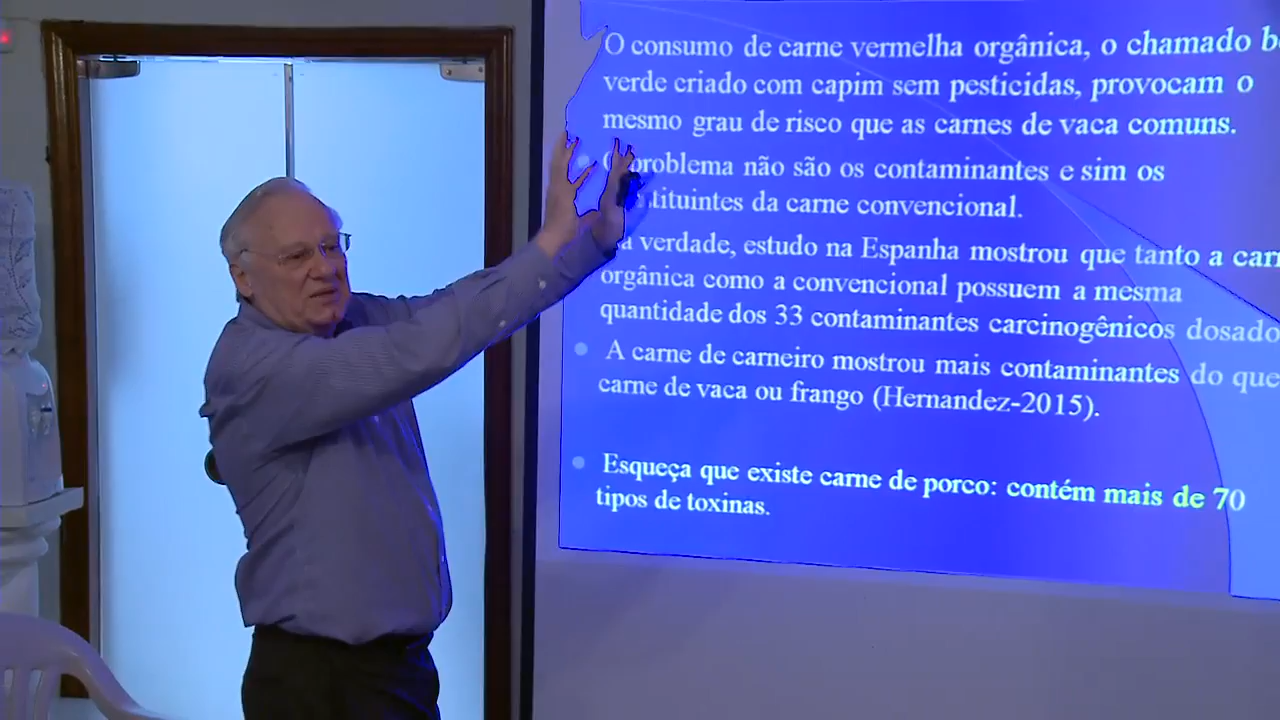 O consumo de carne vermelha orgânica, o chamado
verde criado com capim sem pesticidas, provocam o
mesmo grau de risco que as carnes de vaca comuns.
problema não são os contaminantes e sim os
da carne convencional.
verdade, estudo na Espanha mostrou que tanto a
orgânica como a convencional possuem a mesma
quantidade dos 33 contaminantes carcinogênicos
A carne de carneiro mostrou mais contaminantes do que
carne de vaca ou frango (Hernandez-2015).
Esqueça que existe carne de porco: contém mais de 70
tipos de toxinas.